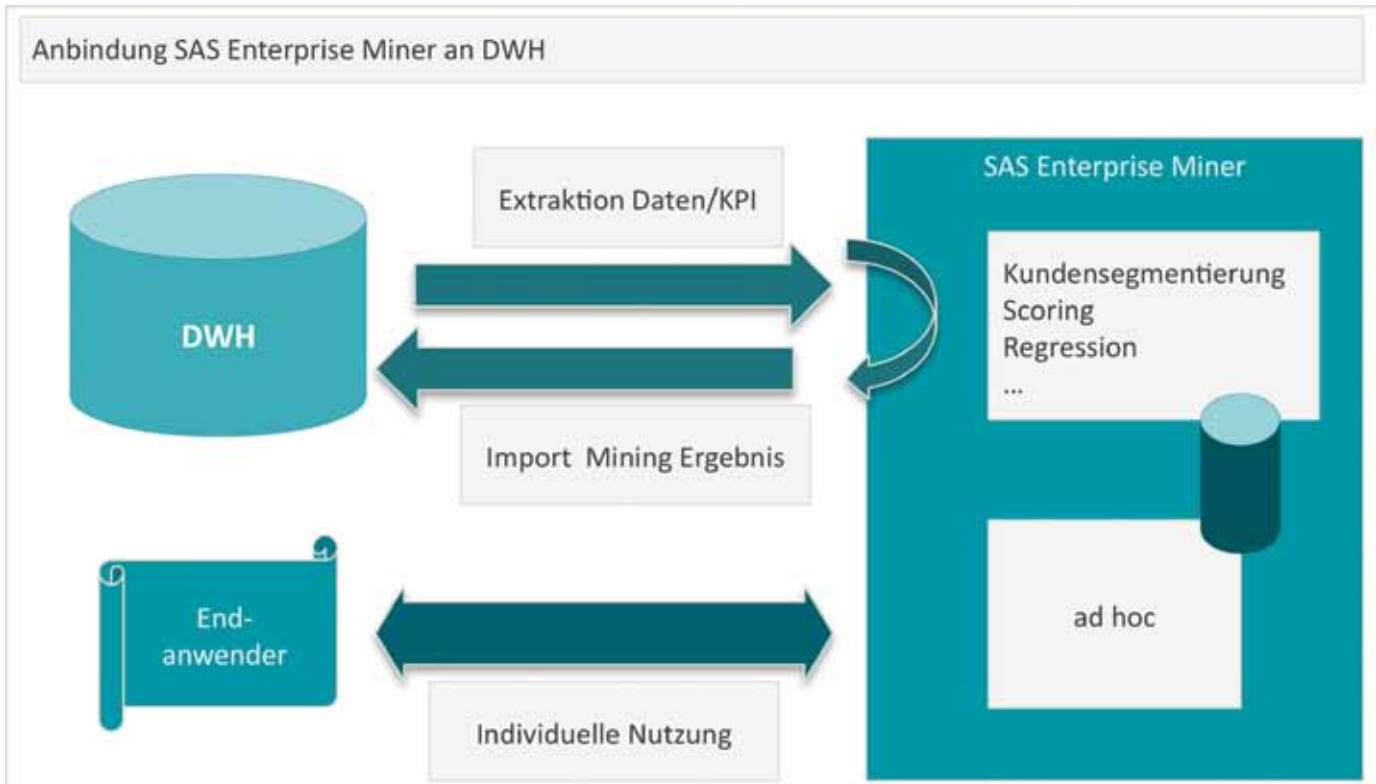 Anbindung SAS Enterprise Miner an DWH
SAS Enterprise Miner
Extraktion Daten/KPI
Kundensegmentierung
Scoring
Regression
...
DWH
Import Mining Ergebnis
End-
anwender
ad hoc
Individuelle Nutzung